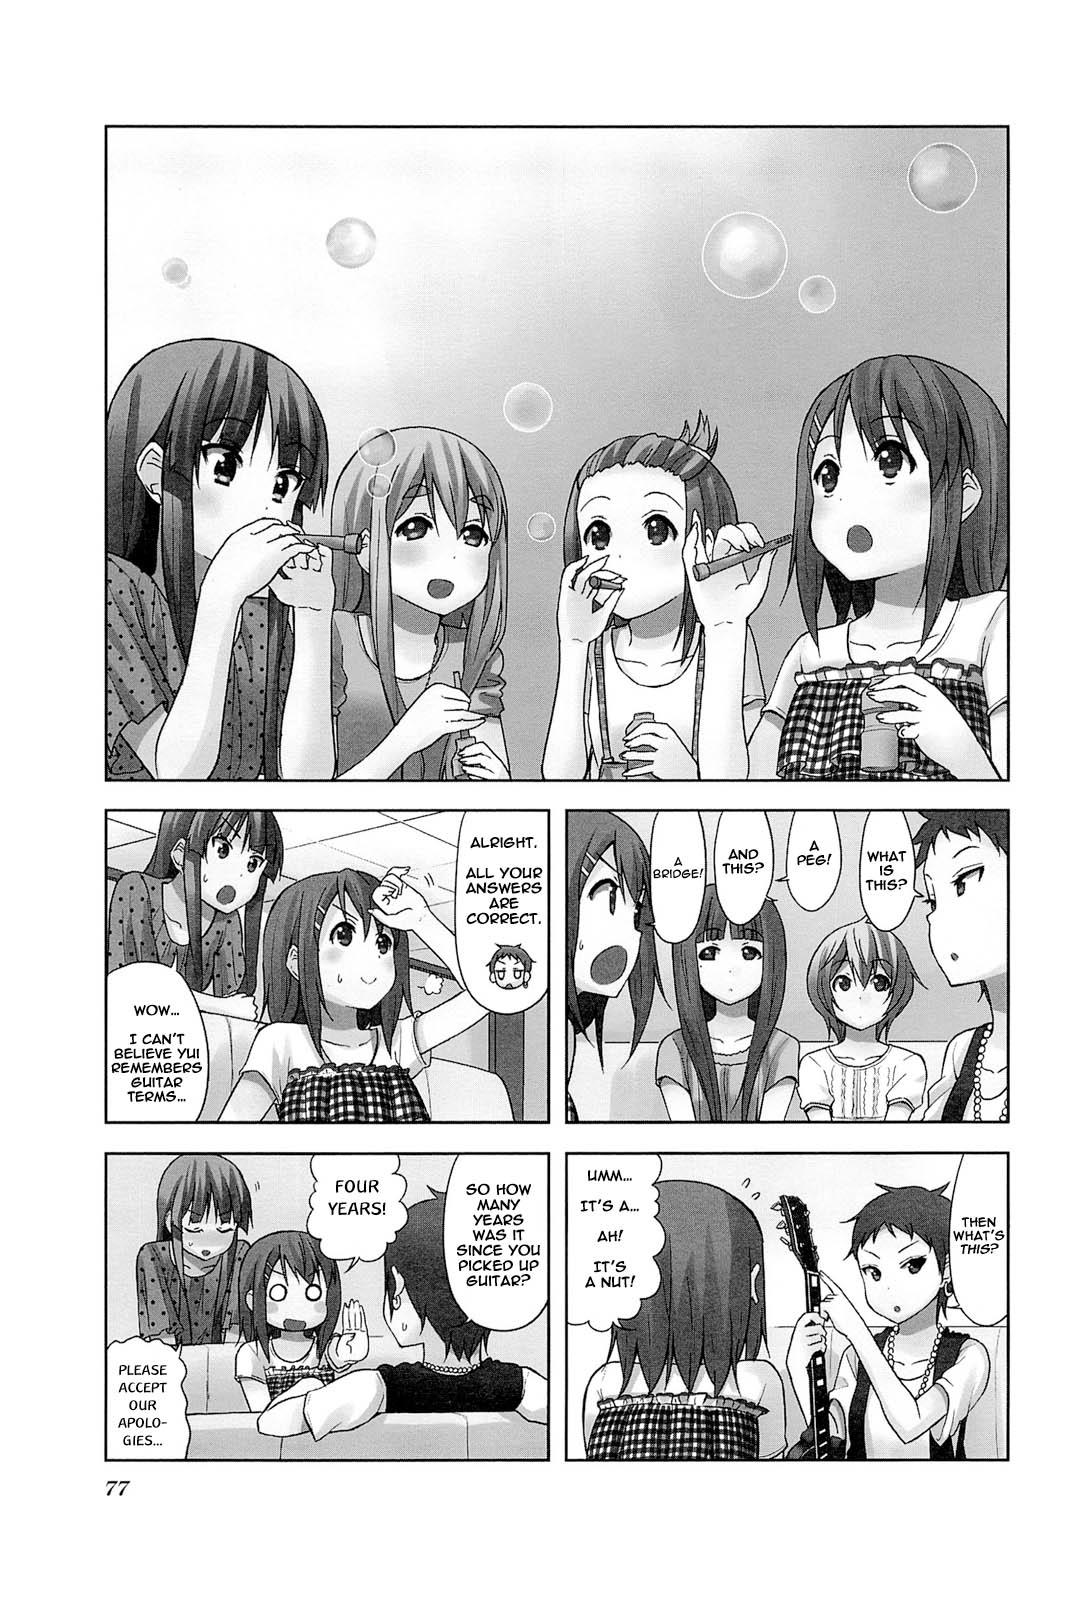 WHAT
IS
THIS?
A
PEG!
AND
THIS?
A
BRIDGE!
THEN
WHAT'S
THIS?
UMM...
IT'S A...
AH!
IT'S
A NUT!
ALRIGHT.
ALL YOUR
ANSWERS
ARE
CORRECT.
WOW...
I CAN'T
BELIEVE YUI
REMEMBERS
GUITAR
TERMS...
SO HOW
MANY
YEARS
WAS IT
SINCE YOU
PICKED UP
GUITAR?
FOUR
YEARS!
PLEASE
ACCEPT
OUR
APOLO-
GIES...
77